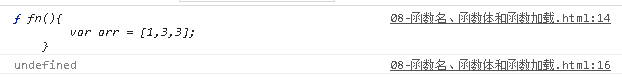 ƒ fn(){ 08-函数名、函数体和函数加载.html:14
var arr = [1,3,3];
}
undefined 08-函数名、函数体和函数加载.html:16